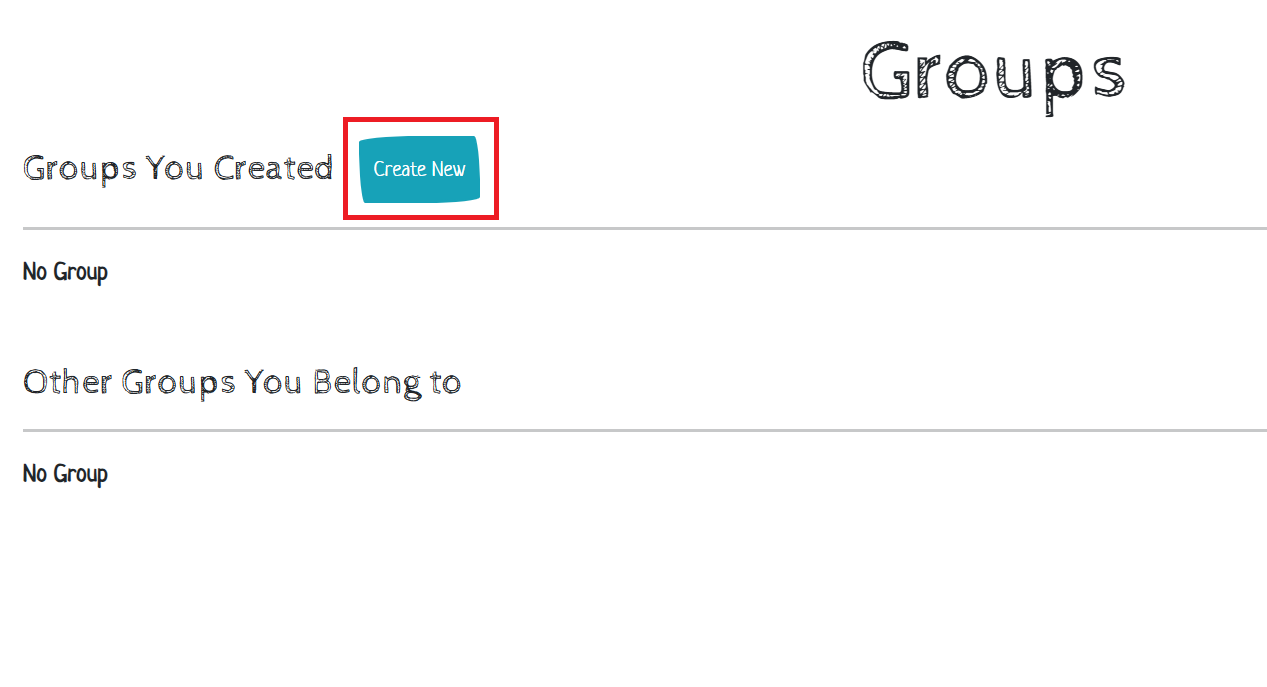 Groups
Groups You Created
Create New
No Group
Other Groups You Belong to
No Group